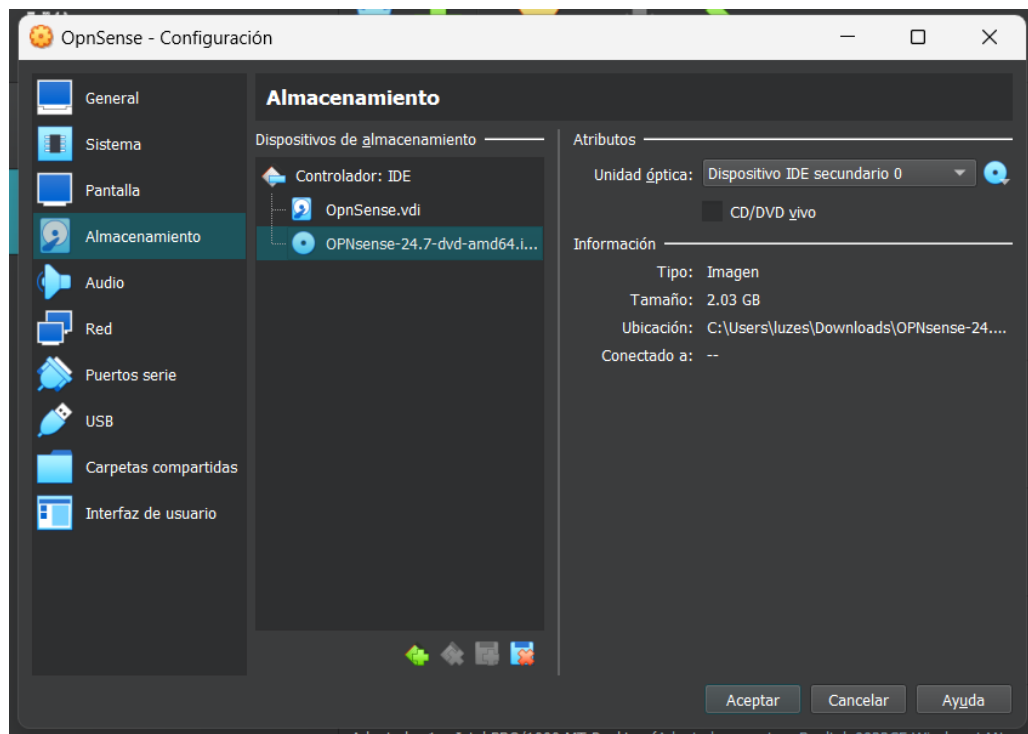 OpnSense - Configuración
General
Sistema
Pantalla
Almacenamiento
Audio
Red
Puertos serie
USB
Carpetas compartidas
Interfaz de usuario
Almacenamiento
Dispositivos de almacenamiento
Controlador: IDE
OpnSense.vdi
OPNsense-24.7-dvd-amd64.i...
Atributos
Unidad óptica: Dispositivo IDE secundario 0
CD/DVD vivo
Información
Tipo: Imagen
Tamaño: 2.03 GB
Ubicación: C:\Users\luzes\Downloads\OPNsense-24....
Conectado a: --
Aceptar Cancelar Ayuda